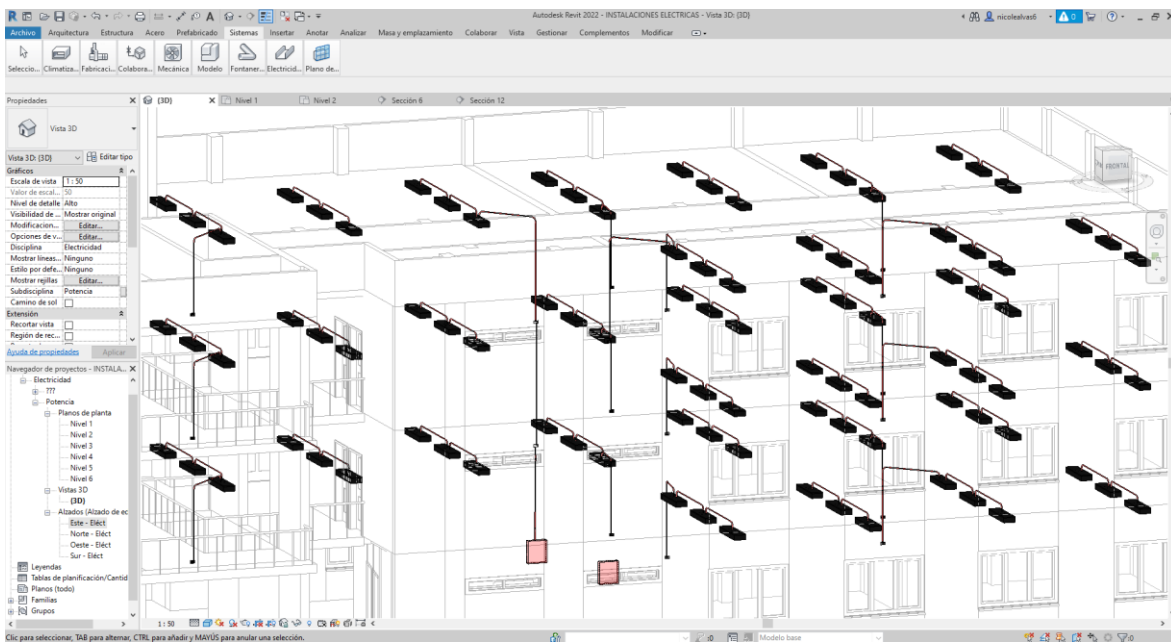 Autodesk Revit 2022 - INSTALACIONES ELECTRICAS - Vista 3D: {3D}
nicolealvas6
Archivo Arquitectura Estructura Acero Prefabricado Sistemas Insertar Anotar Analizar Masa y emplazamiento Colaborar Vista Gestionar Complementos Modificar
Seleccio... Climatiza... Fabricaci... Colabora... Mecánica Modelo Fontaner... Electricid... Plano de...
Propiedades
{3D} Nivel 1 Nivel 2 Sección 6 Sección 12
Vista 3D
Vista 3D: {3D} Editar tipo
Gráficos
Escala de vista 1 : 50
Valor de escal... 50
Nivel de detalle Alto
Visibilidad de ... Mostrar original
Modificacion... Editar...
Opciones de v... Editar...
Disciplina Electricidad
Mostrar líneas... Ninguno
Estilo por defe... Ninguno
Mostrar rejillas Editar...
Subdisciplina Potencia
Camino de sol
Extensión
Recortar vista
Región de rec...
Ayuda de propiedades Aplicar
Navegador de proyectos - INSTALA...
Electricidad
???
Potencia
Planos de planta
Nivel 1
Nivel 2
Nivel 3
Nivel 4
Nivel 5
Nivel 6
Vistas 3D
{3D}
Alzados (Alzado de ec
Este - Eléct
Norte - Eléct
Oeste - Eléct
Sur - Eléct
Leyendas
Tablas de planificación/Cantid
Planos (todo)
Familias
Grupos
FRONTAL
1 : 50
Clic para seleccionar, TAB para alternar, CTRL para añadir y MAYÚS para anular una selección.
:0 Modelo base
:0